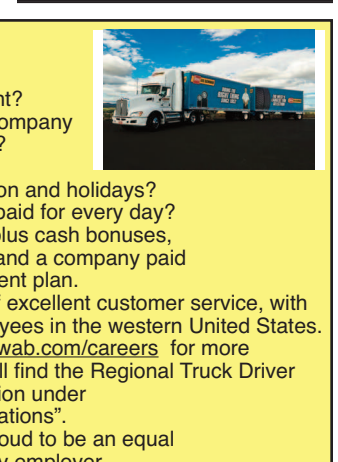 nt?
ompany
?
on and holidays?
paid for every day?
plus cash bonuses,
and a company paid
ent plan.
f excellent customer service, with
yees in the western United States.
wab.com/careers for more
ll find the Regional Truck Driver
ion under
ations”.
oud to be an equal
y employer